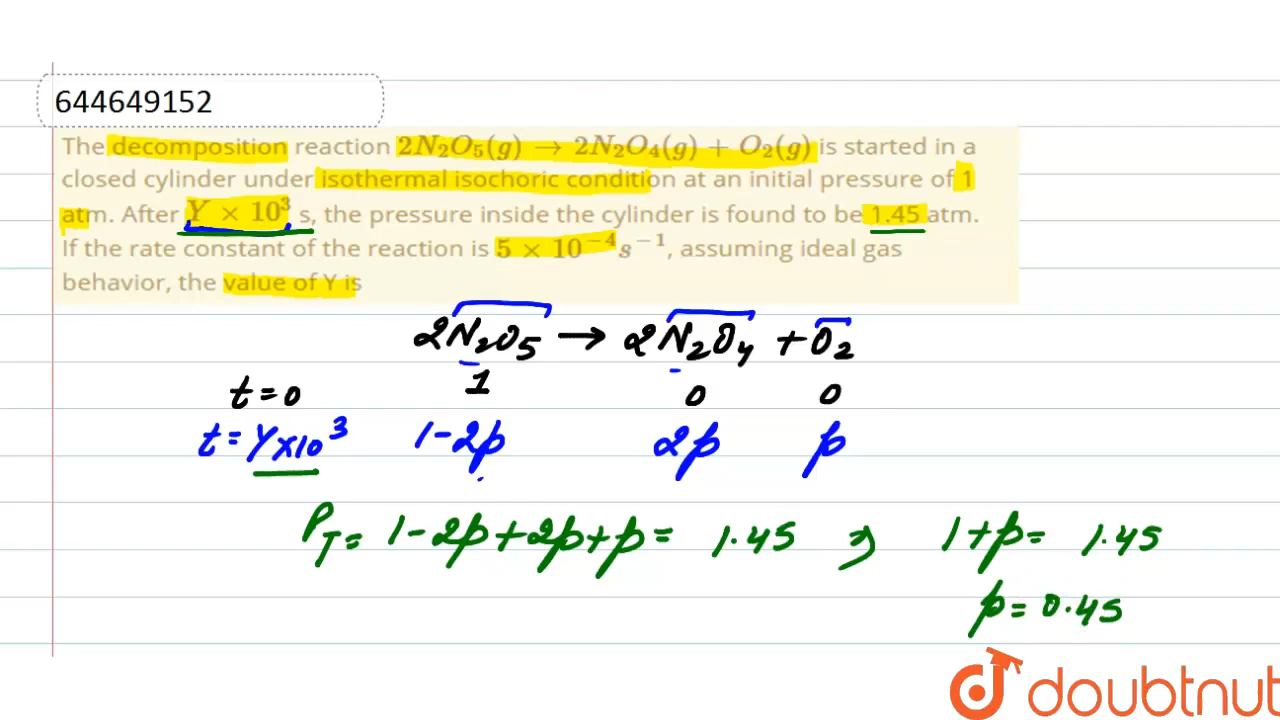 644649152
The decomposition reaction 2N₂O₅(g) → 2N₂O₄(g) + O₂(g) is started in a
closed cylinder under isothermal isochoric condition at an initial pressure of 1
atm. After Y × 10³ s, the pressure inside the cylinder is found to be 1.45 atm.
If the rate constant of the reaction is 5 × 10⁻⁴ s⁻¹, assuming ideal gas
behavior, the value of Y is
2N₂O₅ → 2N₂O₄ + O₂
t=0 1 0 0
t= Y×10³ 1-2p 2p p
P_T = 1-2p+2p+p = 1.45 ⇒ 1+p = 1.45
p = 0.45
doubtnut